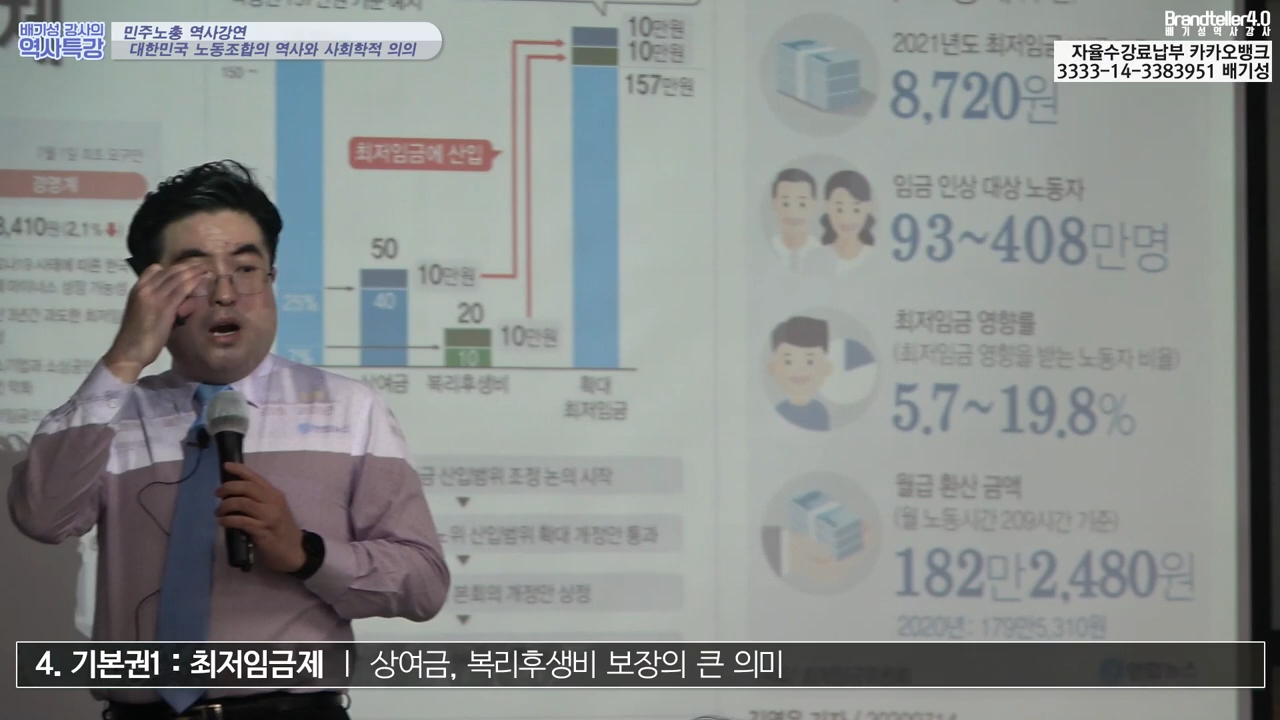 배기성 강사의
역사특강
민주노총 역사강연
대한민국 노동조합의 역사와 사회학적 의의
Brandteller4.0
배기성역사강사
자율수강료납부 카카오뱅크
3333-14-3383951 배기성
150
10만원
10만원
157만원
최저임금에 산입
50
40
10만원
20
10
10만원
25%
상여금
복리후생비
확대
최저임금
경영계
8,410원(2.1%
산입범위 조정 논의 시작
산입범위 확대 개정안 통과
본회의 개정안 상정
2021년도 최저임금
8,720원
임금 인상 대상 노동자
93~408만명
최저임금 영향률
(최저임금 영향을 받는 노동자 비율)
5.7~19.8%
월급 환산 금액
(월 노동시간 209시간 기준)
182만2,480원
2020년: 179만5,310원
연합뉴스
4. 기본권1 : 최저임금제 ㅣ 상여금, 복리후생비 보장의 큰 의미